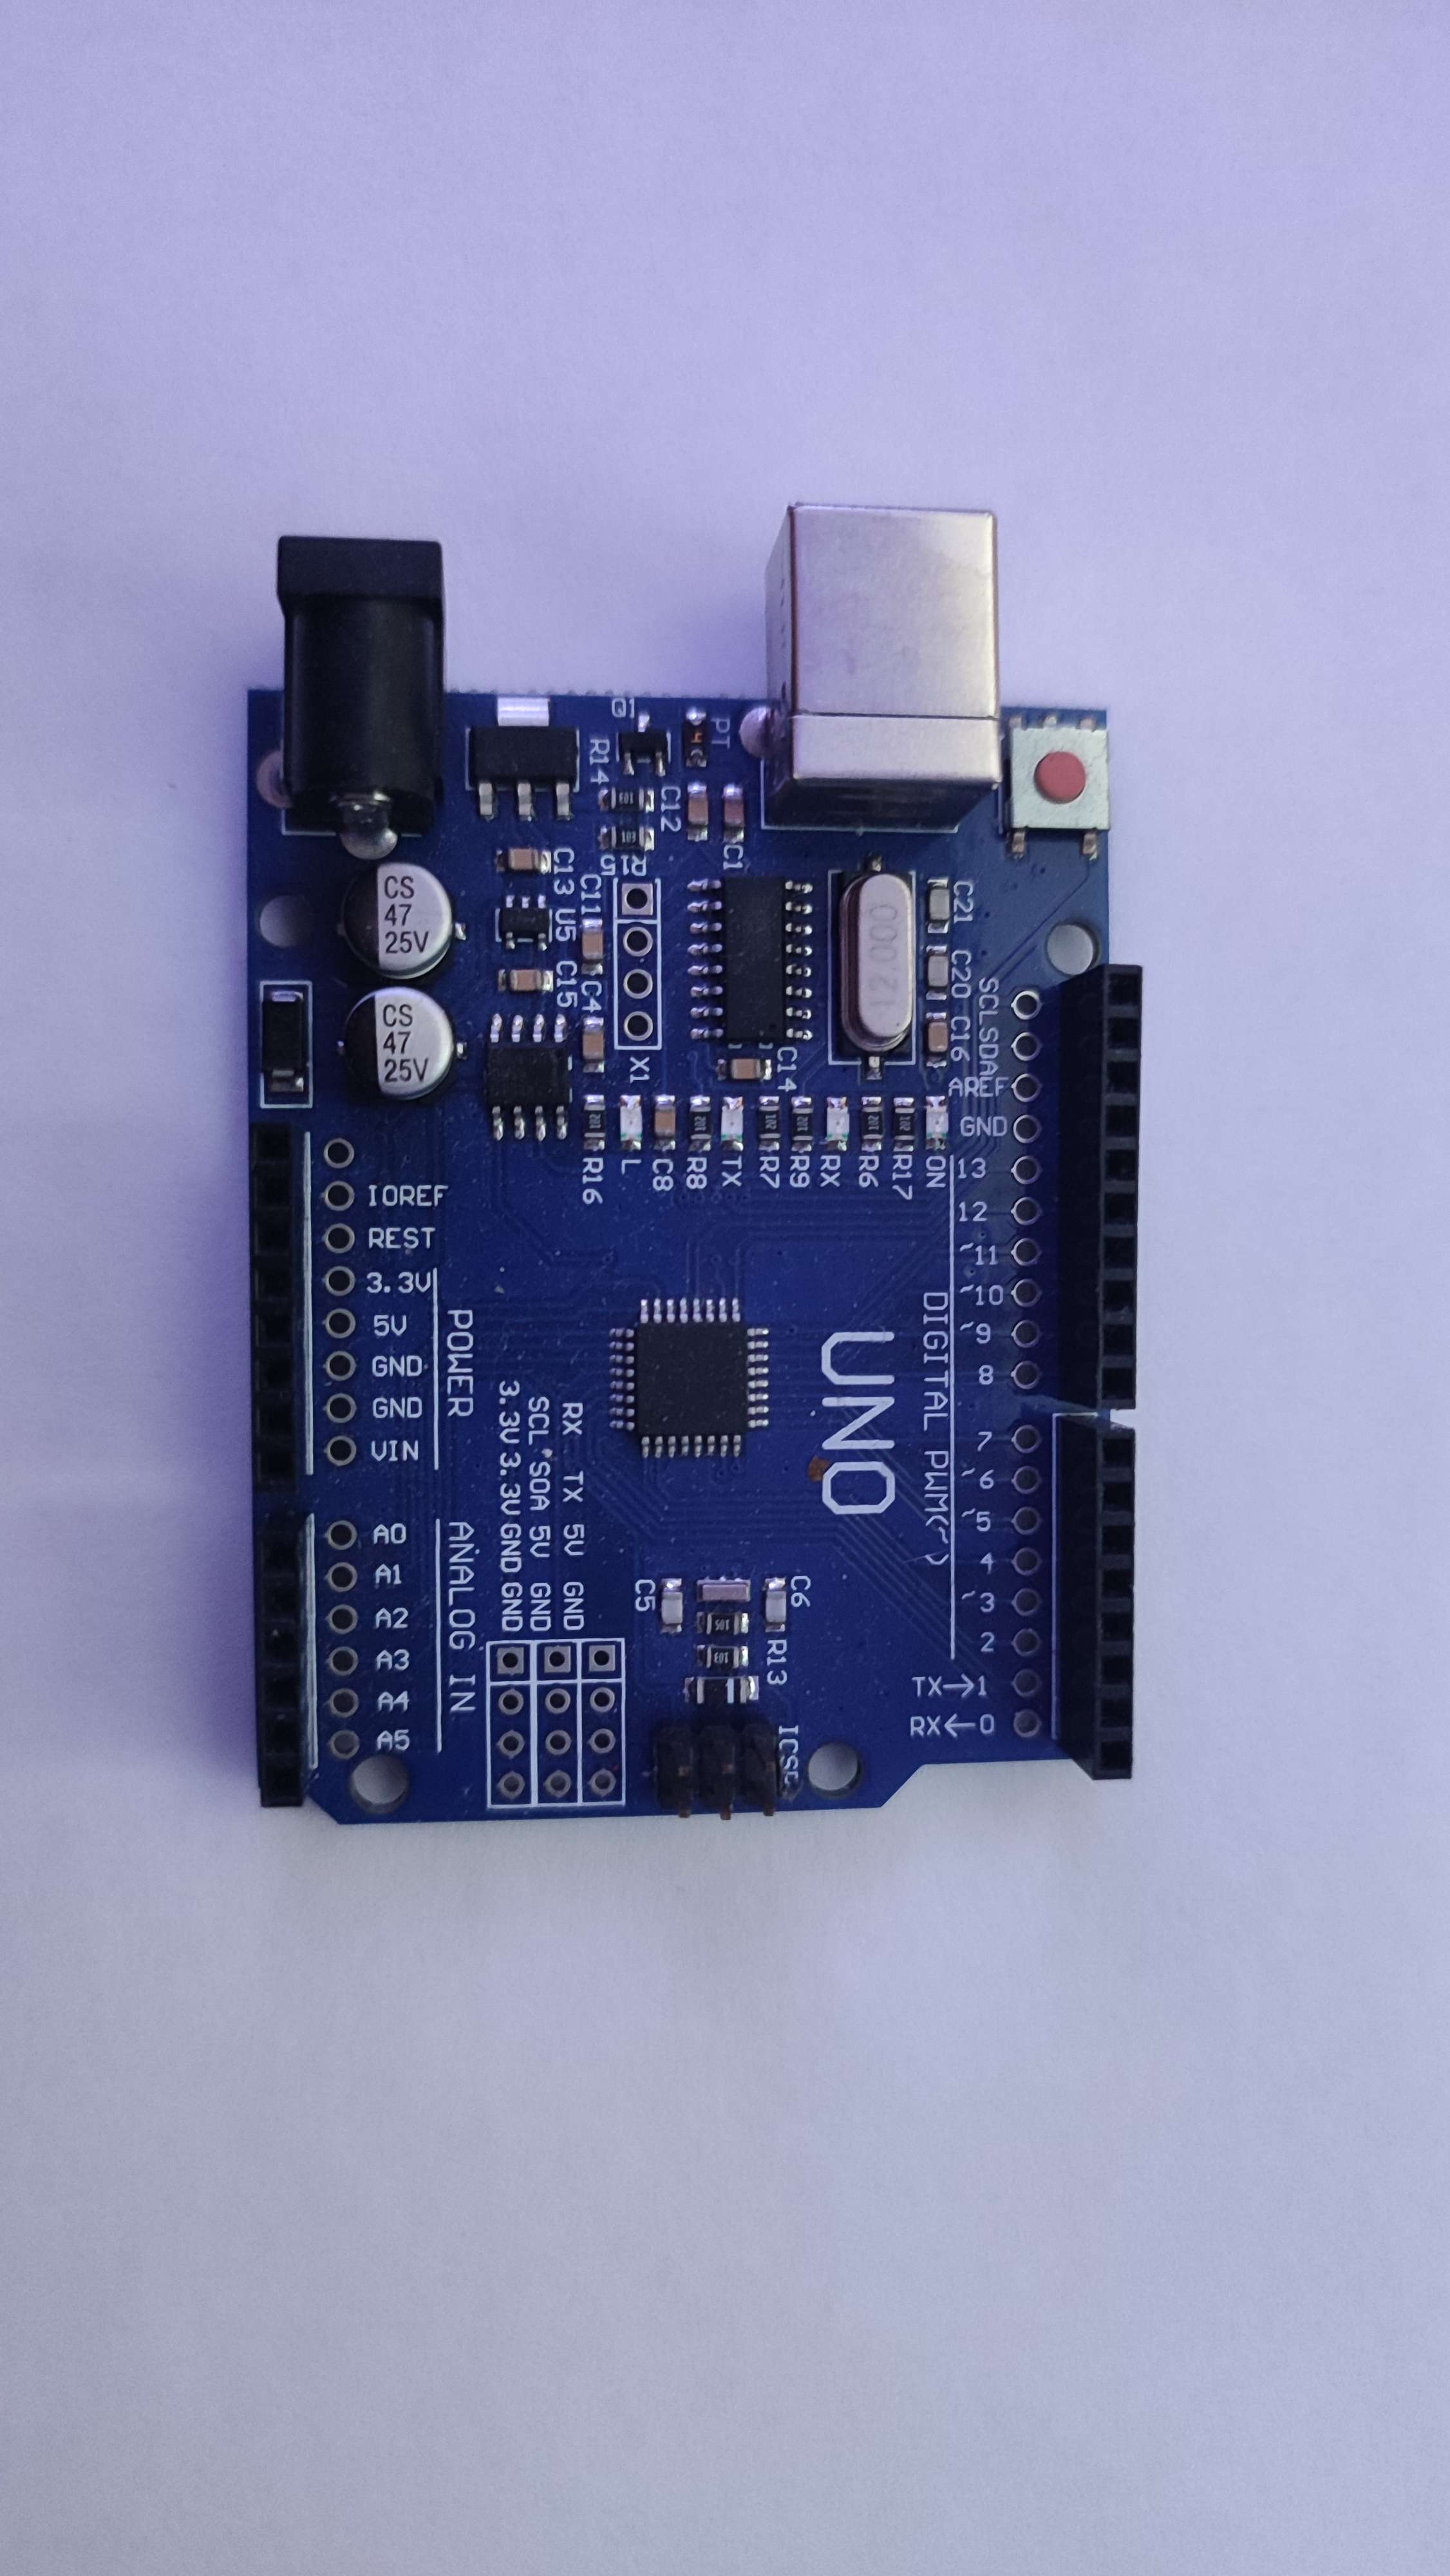 Q1
PT
R14
103
C12
103
R15
C1
CS
47
25V
C13
U5
C11
C15
C4
CS
47
25V
X1
12.000
C21
C20
C16
C14
SCL
SDA
AREF
GND
13
12
~11
~10
~9
8
7
~6
~5
4
~3
2
TX→1
RX←0
R16
L
C8
R8
TX
R7
R9
RX
R6
R17
ON
IOREF
REST
3.3V
5V
GND
GND
VIN
POWER
A0
A1
A2
A3
A4
A5
ANALOG IN
UNO
DIGITAL PWM(~)
RX TX 5V GND
SCL SDA 5V GND
3.3V 3.3V GND GND
C5
C6
105
103
R13